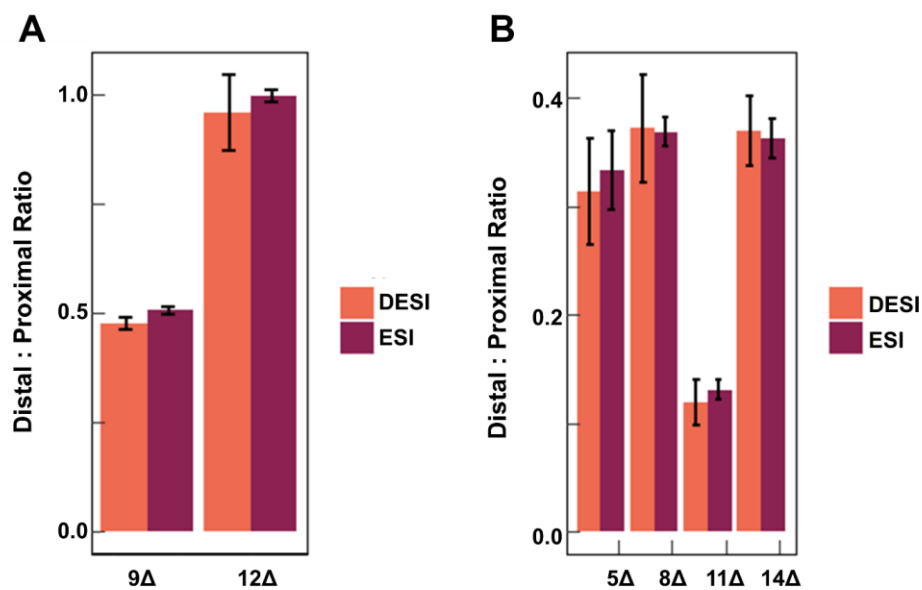 A
Distal : Proximal Ratio
1.0
0.5
0.0
9Δ 12Δ
DESI
ESI
B
Distal : Proximal Ratio
0.4
0.2
0.0
5Δ 8Δ 11Δ 14Δ
DESI
ESI